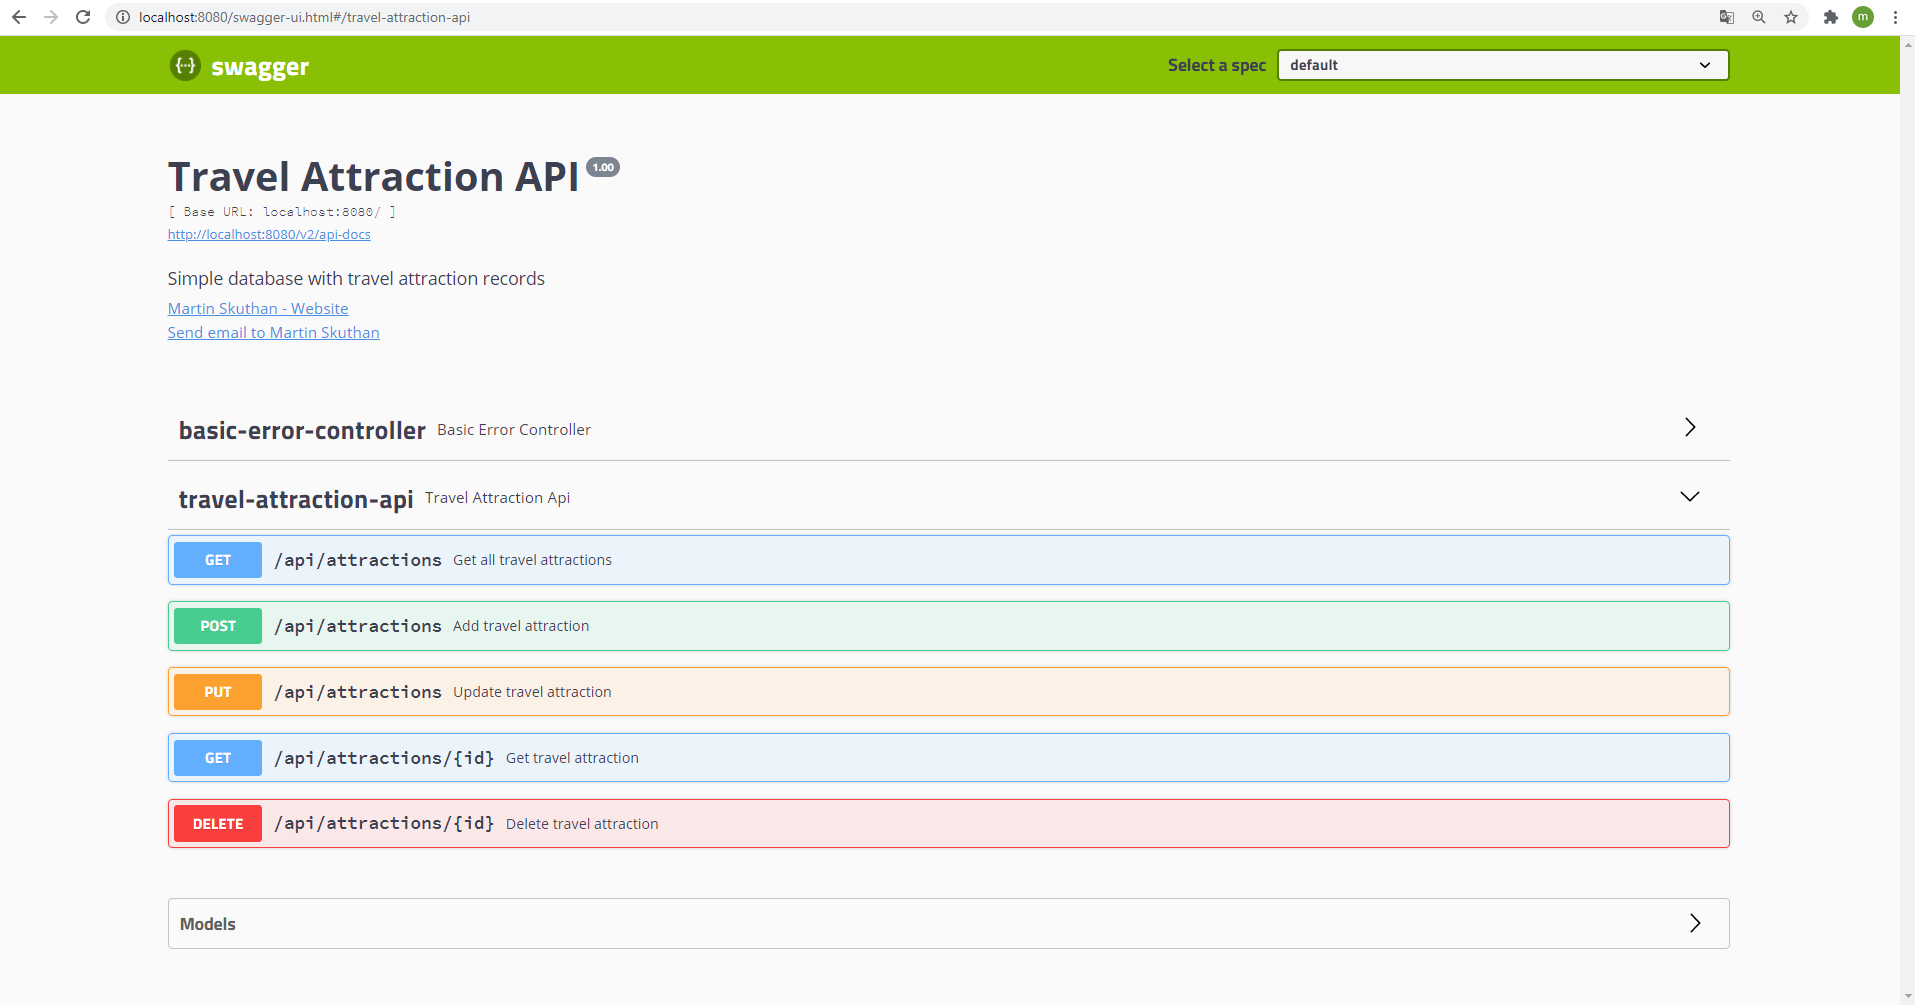 localhost:8080/swagger-ui.html#/travel-attraction-api
m
{···} swagger
Select a spec
default
Travel Attraction API 1.00
[ Base URL: localhost:8080/ ]
http://localhost:8080/v2/api-docs
Simple database with travel attraction records
Martin Skuthan - Website
Send email to Martin Skuthan
basic-error-controller Basic Error Controller
travel-attraction-api Travel Attraction Api
GET /api/attractions Get all travel attractions
POST /api/attractions Add travel attraction
PUT /api/attractions Update travel attraction
GET /api/attractions/{id} Get travel attraction
DELETE /api/attractions/{id} Delete travel attraction
Models